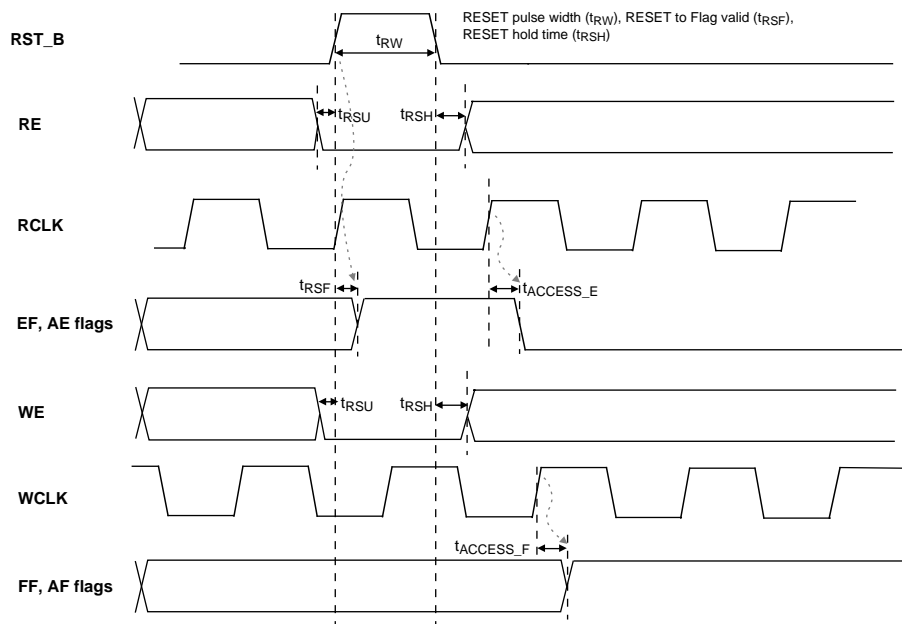 RESET pulse width (tRW), RESET to Flag valid (tRSF),
RESET hold time (tRSH)
RST_B
tRW
RE
tRSU
tRSH
RCLK
tRSF
tACCESS_E
EF, AE flags
WE
tRSU
tRSH
WCLK
tACCESS_F
FF, AF flags